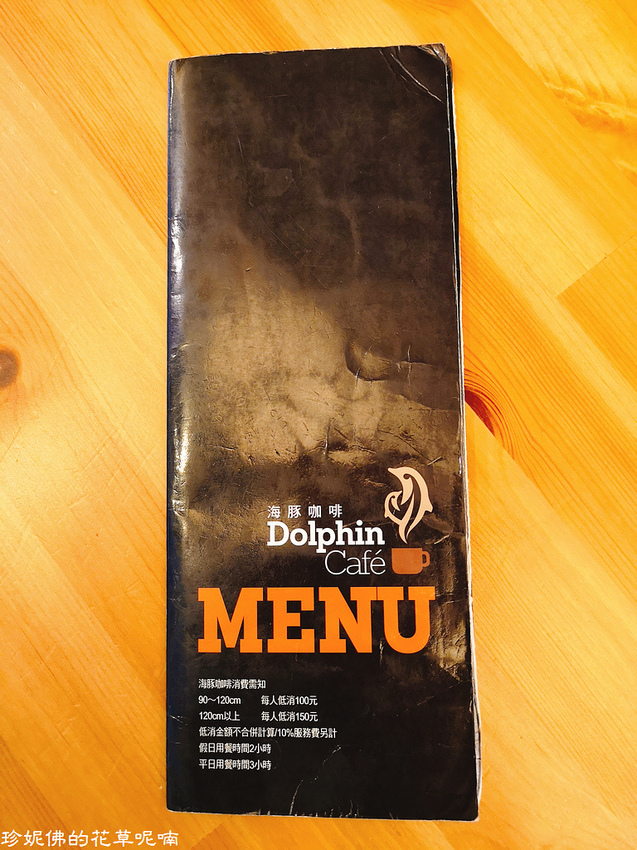 海豚咖啡
Dolphin
Café
MENU
海豚咖啡消費需知
90～120cm 每人低消100元
120cm以上 每人低消150元
低消金額不合併計算/10%服務費另計
假日用餐時間2小時
平日用餐時間3小時
珍妮佛的花草呢喃